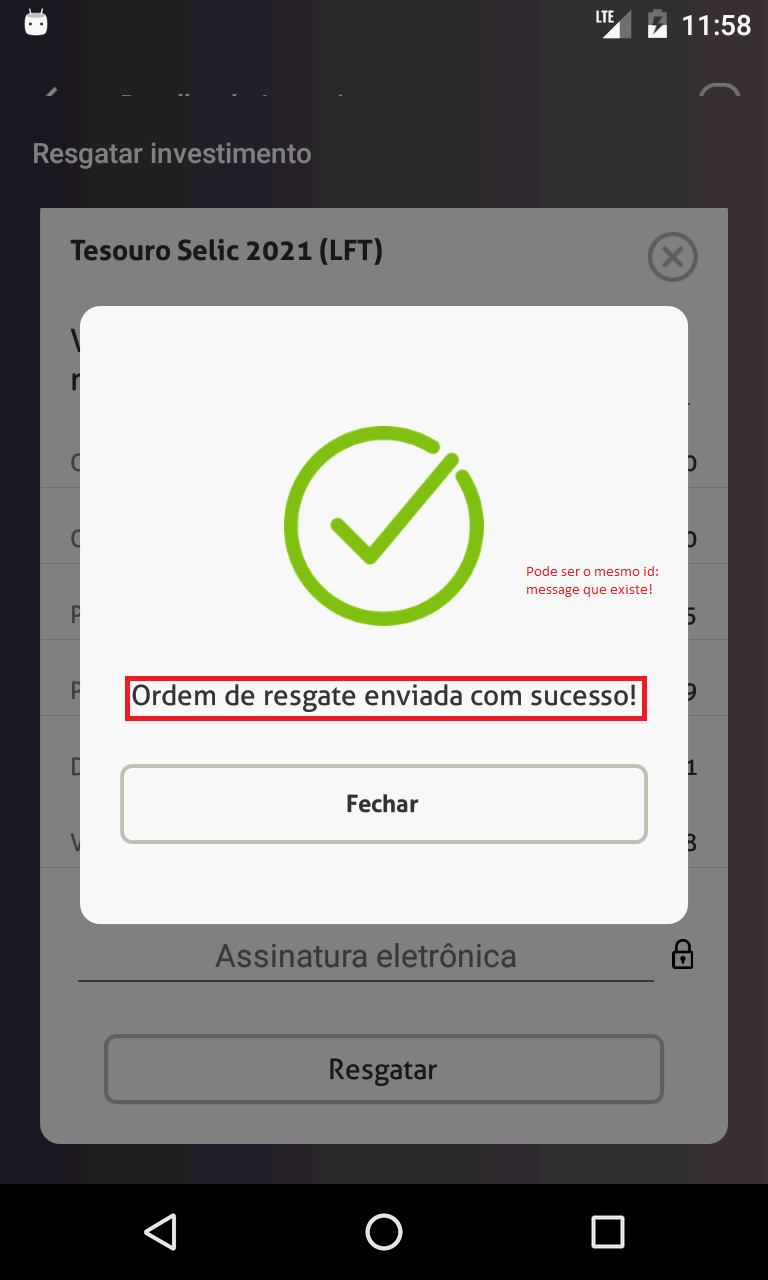 LTE 11:58
Resgatar investimento
Tesouro Selic 2021 (LFT)
Pode ser o mesmo id:
message que existe!
Ordem de resgate enviada com sucesso!
Fechar
Assinatura eletrônica
Resgatar